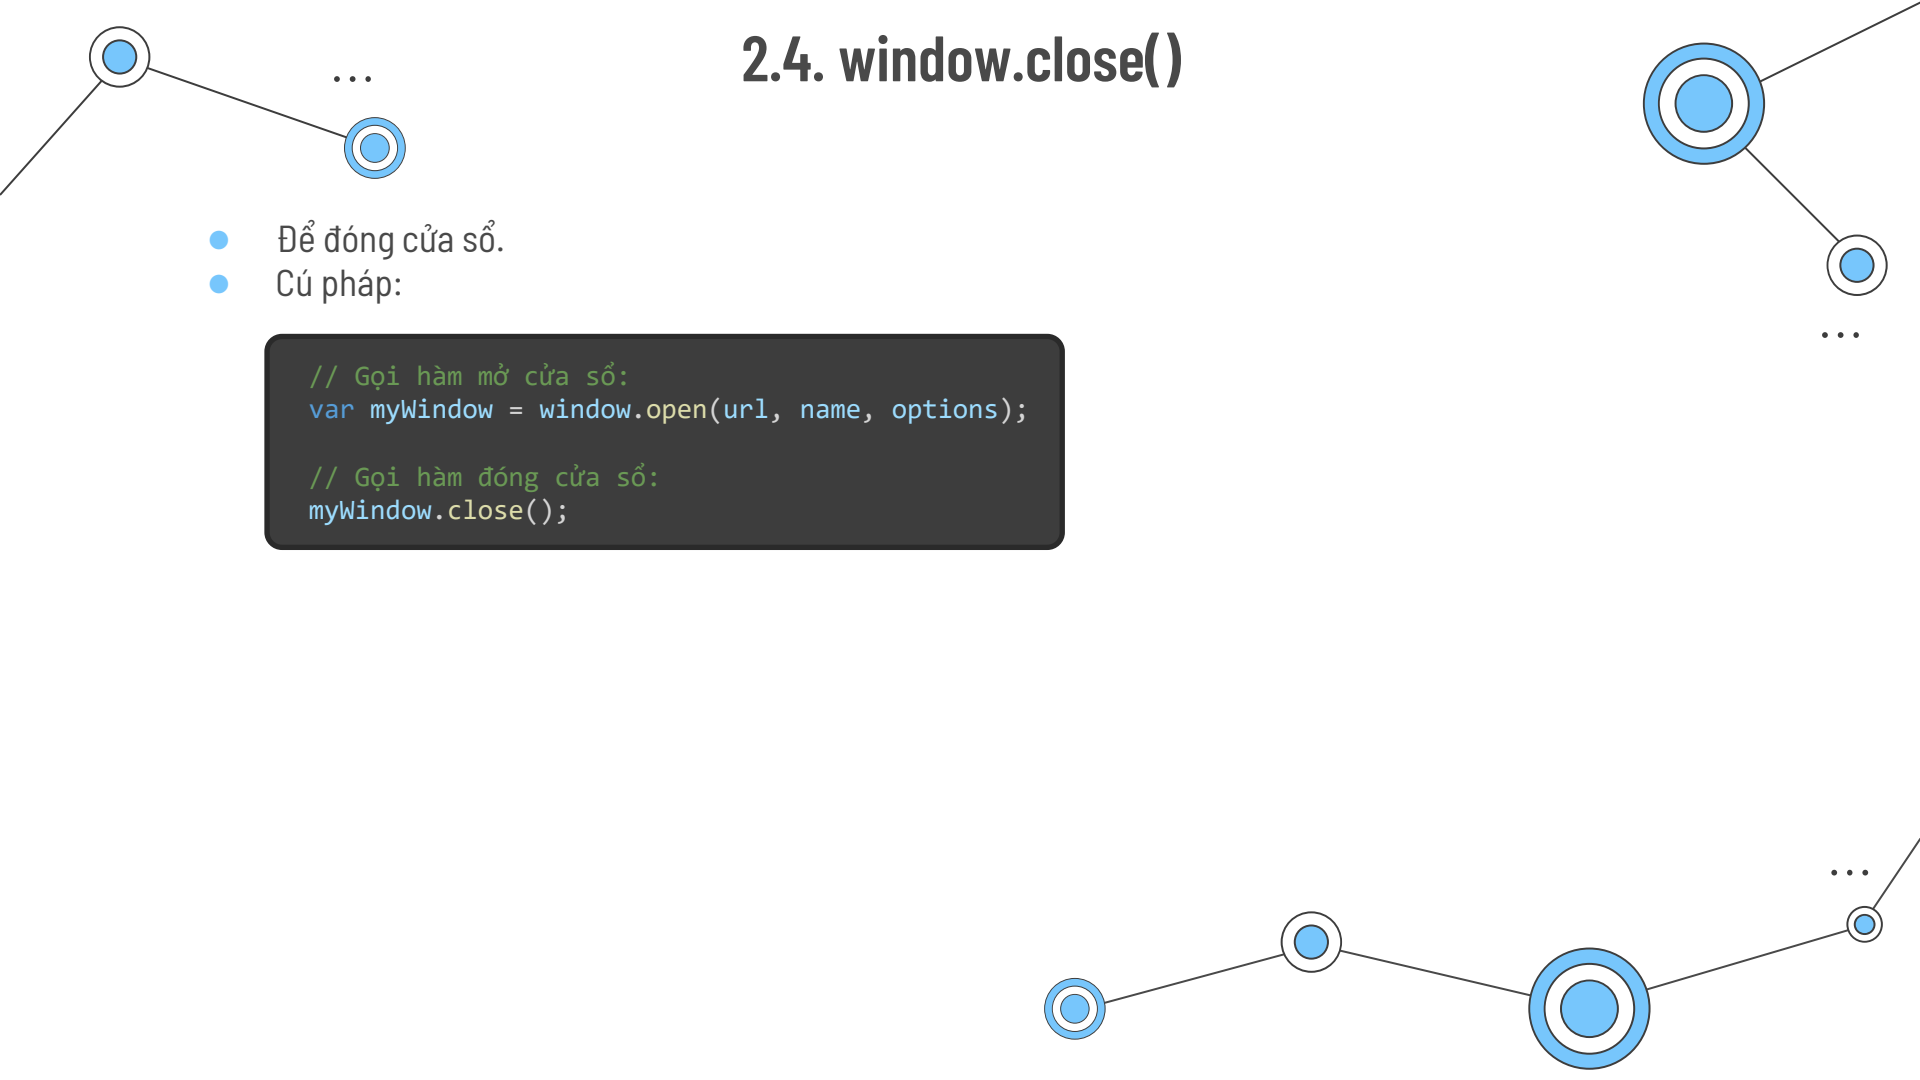 2.4. window.close()
...
Để đóng cửa sổ.
Cú pháp:
...
// Gọi hàm mở cửa sổ:
var myWindow = window.open(url, name, options);
// Gọi hàm đóng cửa sổ:
myWindow.close();
...